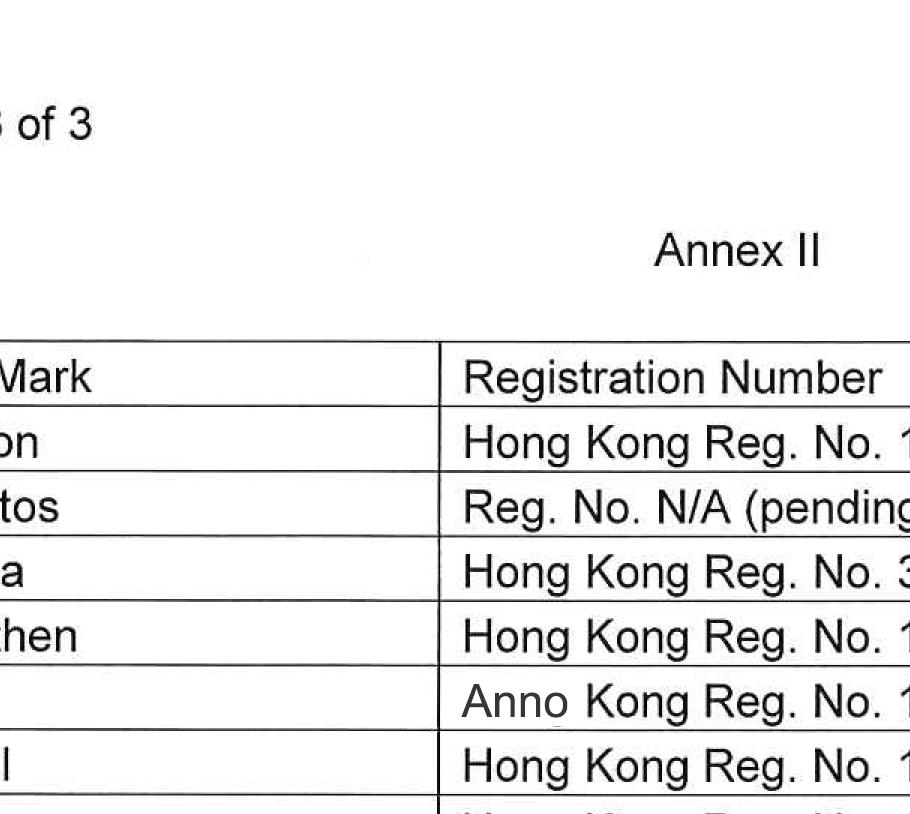 of 3
Annex II
Mark
Registration Number
on
Hong Kong Reg. No. 1
tos
Reg. No. N/A (pending
a
Hong Kong Reg. No. 3
then
Hong Kong Reg. No. 1
Anno Kong Reg. No. 1
l
Hong Kong Reg. No. 1